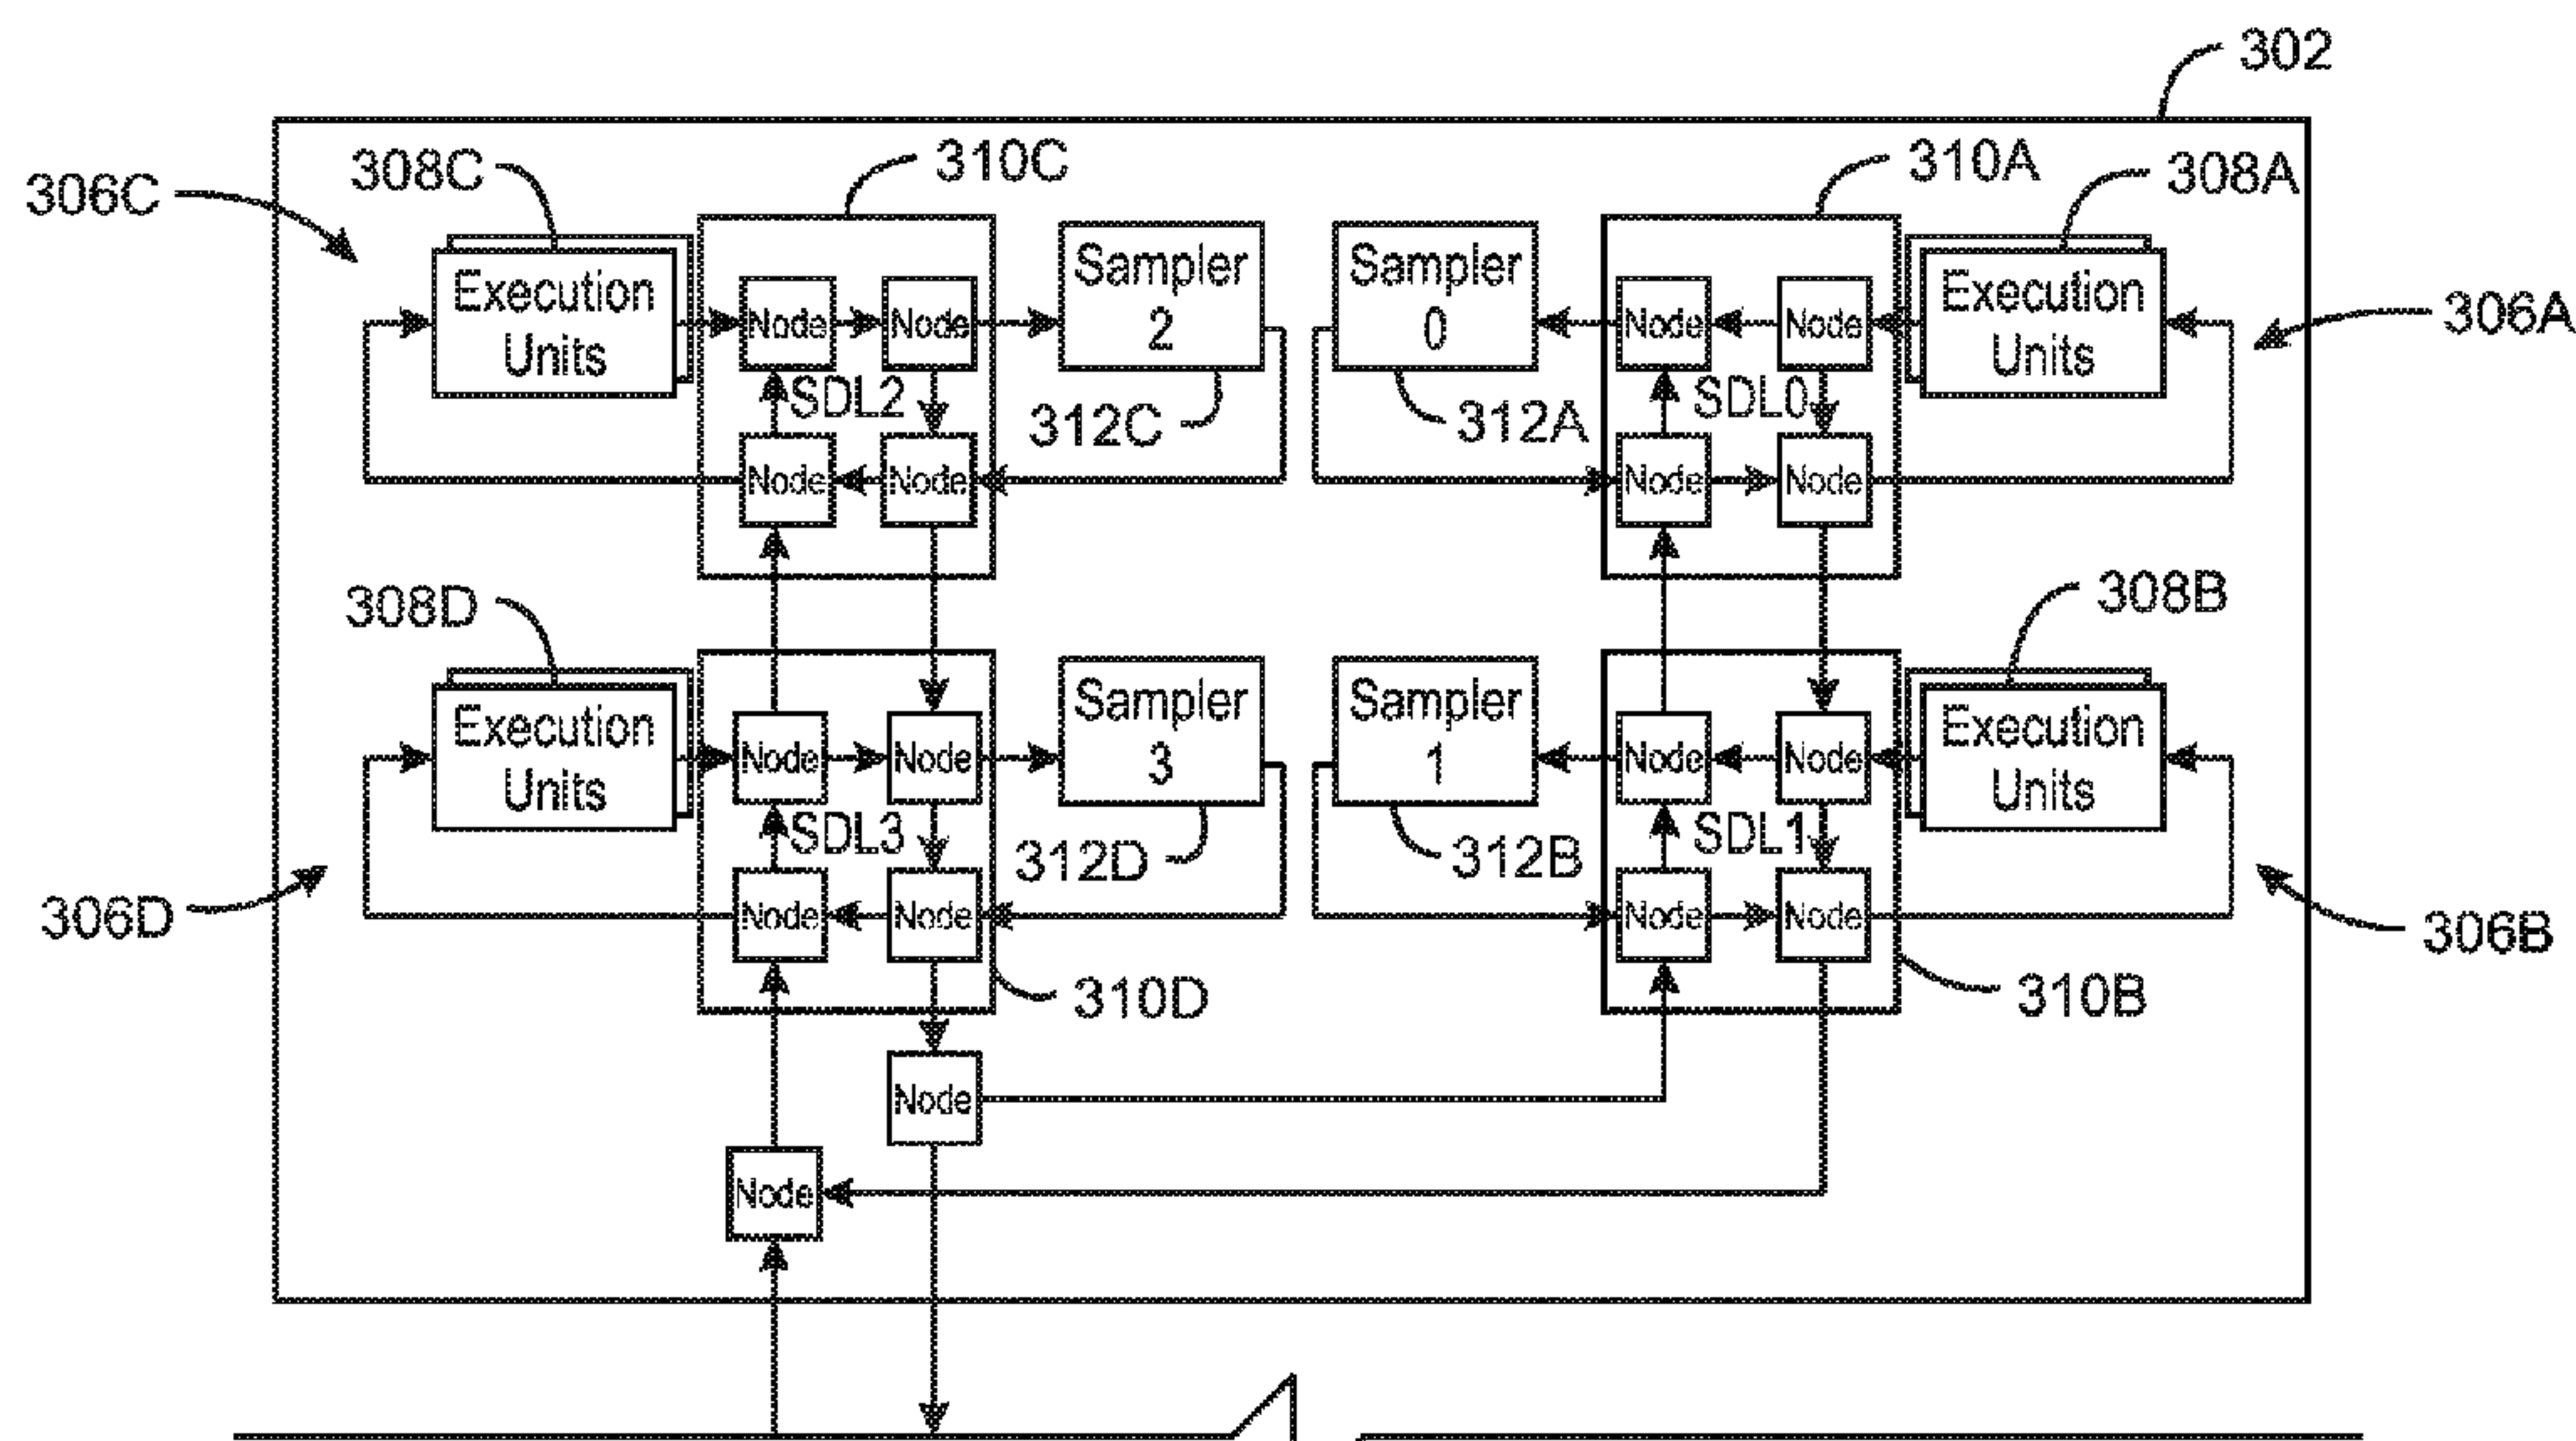 302
308C
310C
310A
308A
306C
306A
Execution
Units
Node
Node
Sampler
2
Sampler
0
Node
Node
Execution
Units
SDL2
SDL0
312C
312A
Node
Node
Node
Node
308D
308B
Execution
Units
Node
Node
Sampler
3
Sampler
1
Node
Node
Execution
Units
SDL3
SDL1
312D
312B
306D
306B
Node
Node
Node
Node
310D
310B
Node
Node